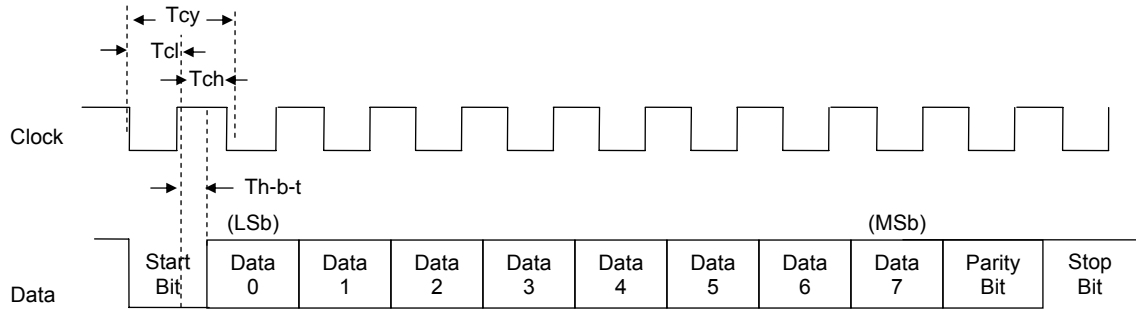 Tcy
Tcl
Tch
Clock
Th-b-t
(LSb) (MSb)
Start Data Data Data Data Data Data Data Data Parity Stop
Bit 0 1 2 3 4 5 6 7 Bit Bit
Data